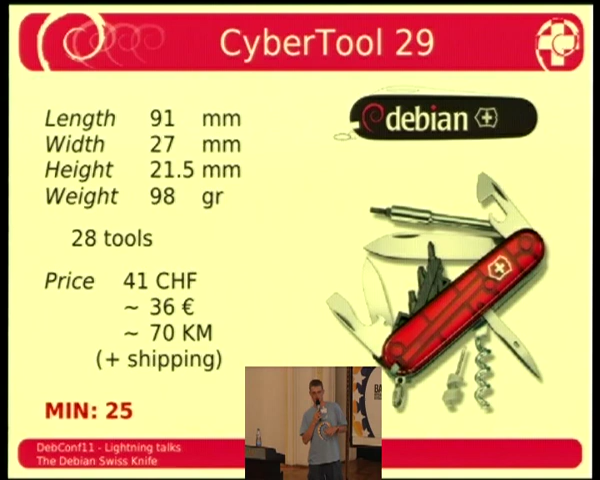 CyberTool 29
debian
Length 91 mm
Width 27 mm
Height 21.5 mm
Weight 98 gr
28 tools
Price 41 CHF
~ 36 €
~ 70 KM
(+ shipping)
MIN: 25
DebConf11 - Lightning talks
The Debian Swiss Knife